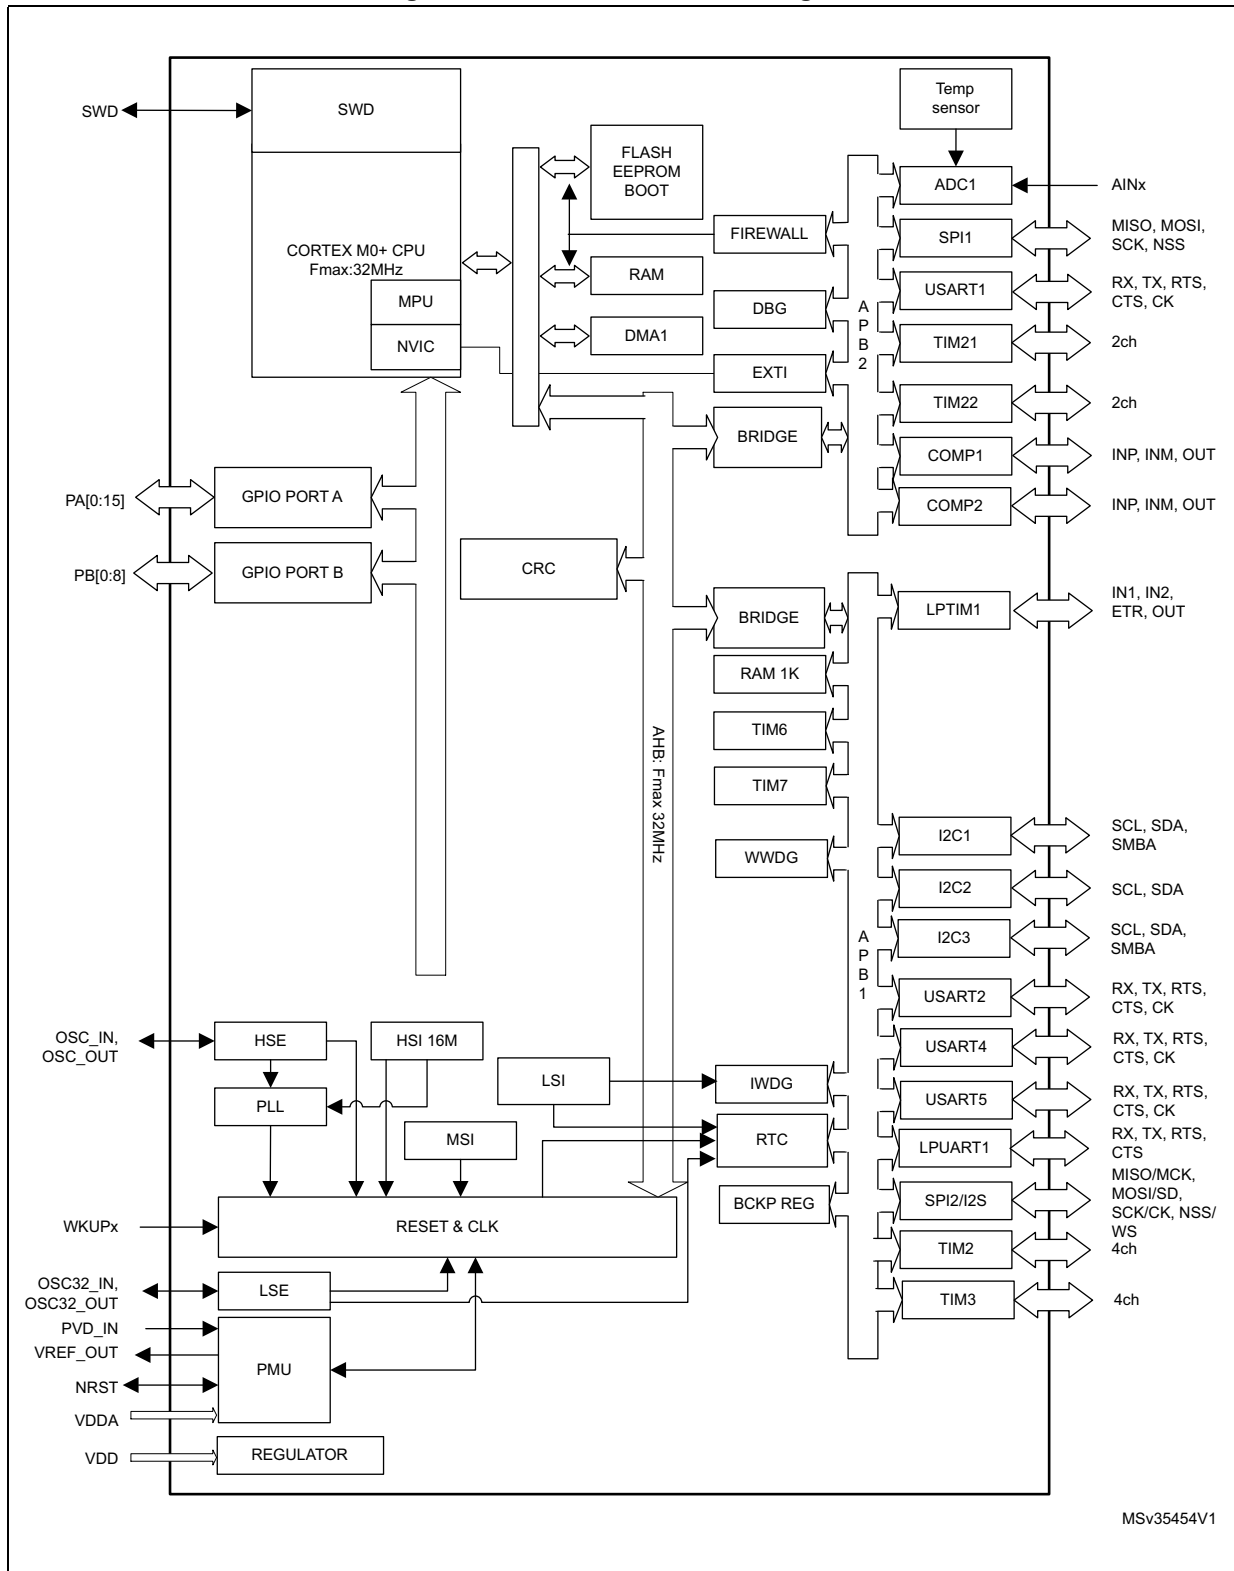 SWD
SWD
CORTEX M0+ CPU
Fmax:32MHz
MPU
NVIC
FLASH
EEPROM
BOOT
RAM
DMA1
FIREWALL
DBG
EXTI
BRIDGE
A
P
B
2
Temp
sensor
ADC1
AINx
SPI1
MISO, MOSI,
SCK, NSS
USART1
RX, TX, RTS,
CTS, CK
TIM21
2ch
TIM22
2ch
COMP1
INP, INM, OUT
COMP2
INP, INM, OUT
PA[0:15]
GPIO PORT A
PB[0:8]
GPIO PORT B
CRC
AHB: Fmax 32MHz
BRIDGE
RAM 1K
TIM6
TIM7
WWDG
A
P
B
1
LPTIM1
IN1, IN2,
ETR, OUT
I2C1
SCL, SDA,
SMBA
I2C2
SCL, SDA
I2C3
SCL, SDA,
SMBA
USART2
RX, TX, RTS,
CTS, CK
USART4
RX, TX, RTS,
CTS, CK
USART5
RX, TX, RTS,
CTS, CK
LPUART1
RX, TX, RTS,
CTS
SPI2/I2S
MISO/MCK,
MOSI/SD,
SCK/CK, NSS/
WS
TIM2
4ch
TIM3
4ch
OSC_IN,
OSC_OUT
HSE
HSI 16M
PLL
LSI
MSI
IWDG
RTC
BCKP REG
WKUPx
RESET & CLK
OSC32_IN,
OSC32_OUT
LSE
PVD_IN
VREF_OUT
NRST
VDDA
PMU
VDD
REGULATOR
MSv35454V1